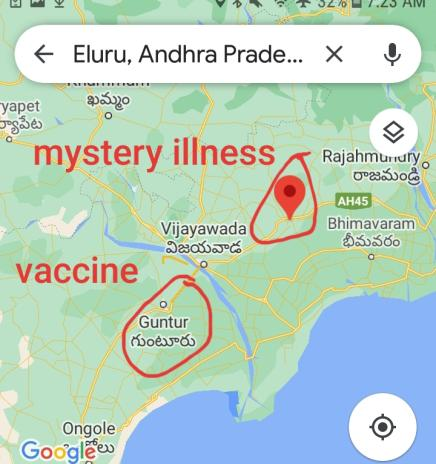 32% 7:23 AM
Eluru, Andhra Prade...
Khammam
ఖమ్మం
mystery illness
Rajahmundry
రాజమండ్రి
AH45
Vijayawada
విజయవాడ
Bhimavaram
భీమవరం
vaccine
Guntur
గుంటూరు
Ongole
Google